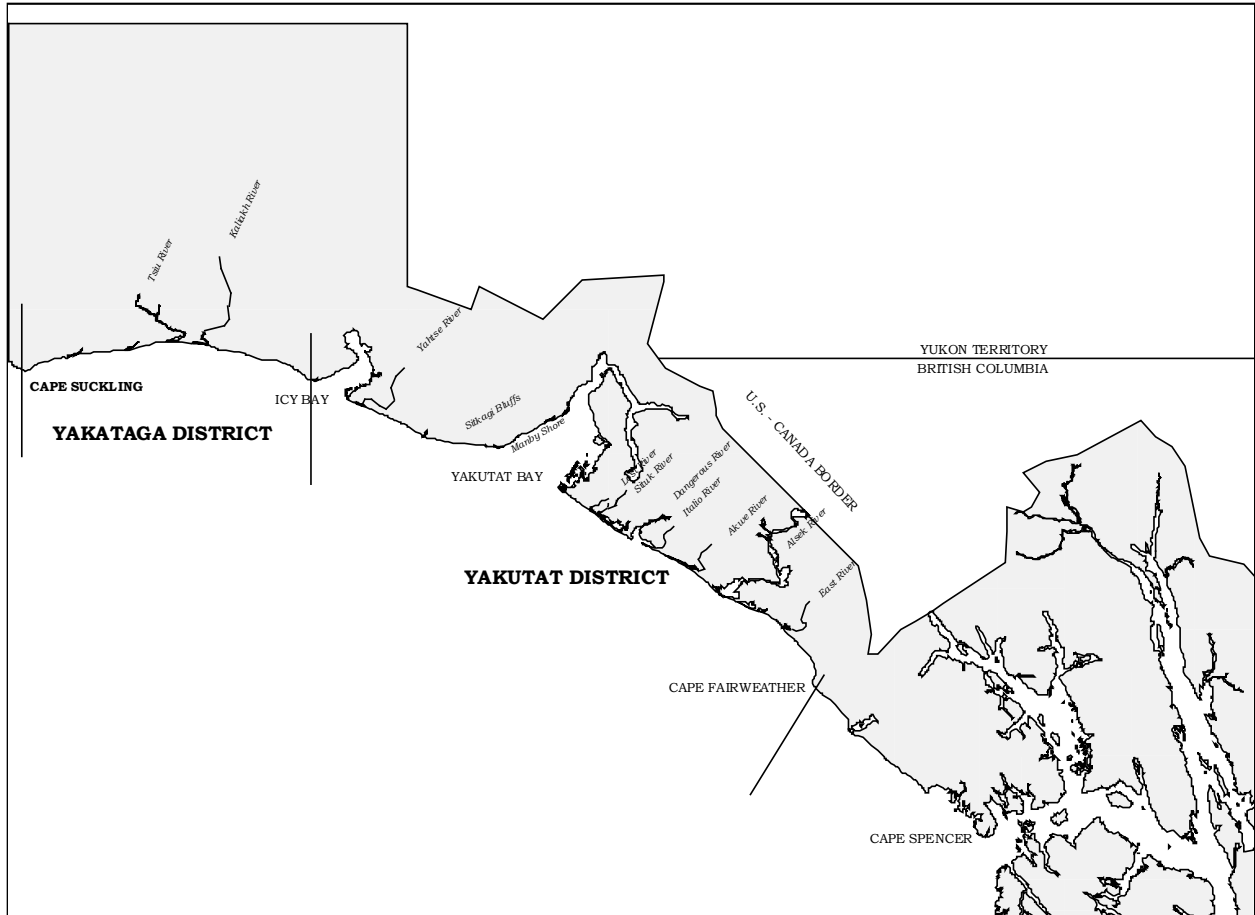 Kaliakh River
Tsiu River
Yahtse River
YUKON TERRITORY
BRITISH COLUMBIA
CAPE SUCKLING
ICY BAY
YAKATAGA DISTRICT
Sitkagi Bluffs
Manby Shore
U.S. - CANADA BORDER
YAKUTAT BAY
Lost River
Situk River
Dangerous River
Italio River
Akwe River
Alsek River
YAKUTAT DISTRICT
East River
CAPE FAIRWEATHER
CAPE SPENCER